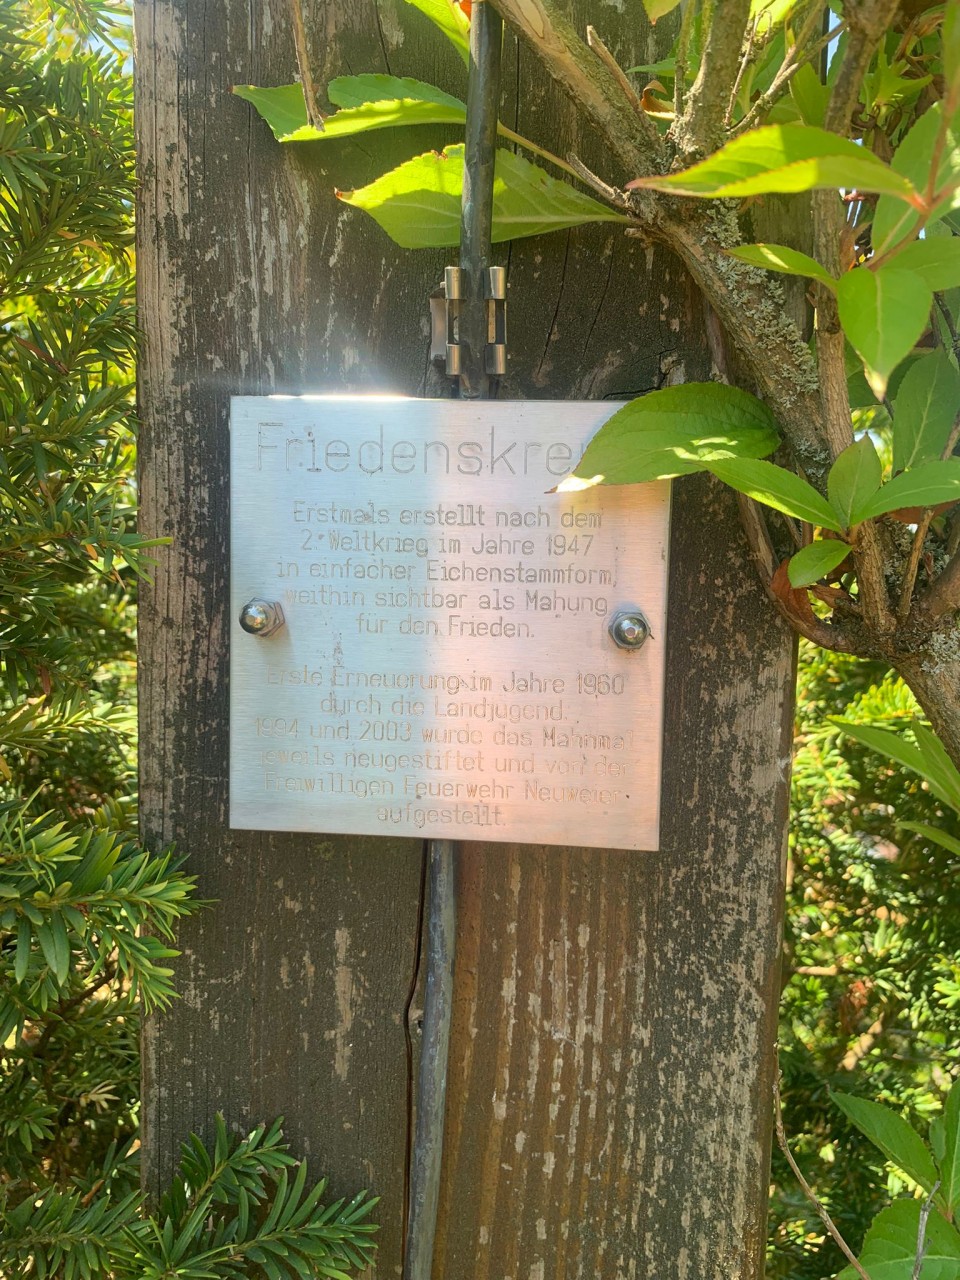 Friedenskreu
Erstmals erstellt nach dem
2. Weltkrieg im Jahre 1947
in einfacher Eichenstammform,
weithin sichtbar als Mahung
für den Frieden.
Erste Erneuerung im Jahre 1960
durch die Landjugend.
1994 und 2003 wurde das Mahnmal
jeweils neugestiftet und von der
Freiwilligen Feuerwehr Neuweier
aufgestellt.